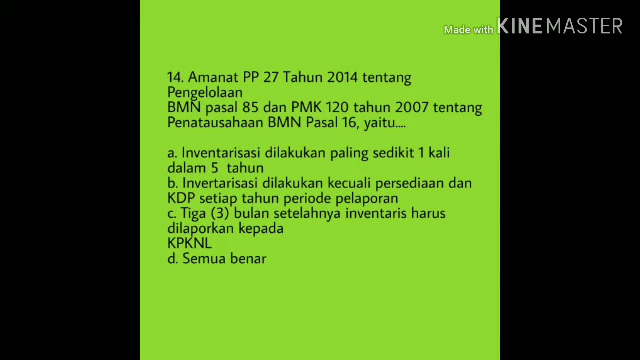 Made with KINEMASTER
14. Amanat PP 27 Tahun 2014 tentang
Pengelolaan
BMN pasal 85 dan PMK 120 tahun 2007 tentang
Penatausahaan BMN Pasal 16, yaitu....
a. Inventarisasi dilakukan paling sedikit 1 kali
dalam 5 tahun
b. Invertarisasi dilakukan kecuali persediaan dan
KDP setiap tahun periode pelaporan
c. Tiga (3) bulan setelahnya inventaris harus
dilaporkan kepada
KPKNL
d. Semua benar